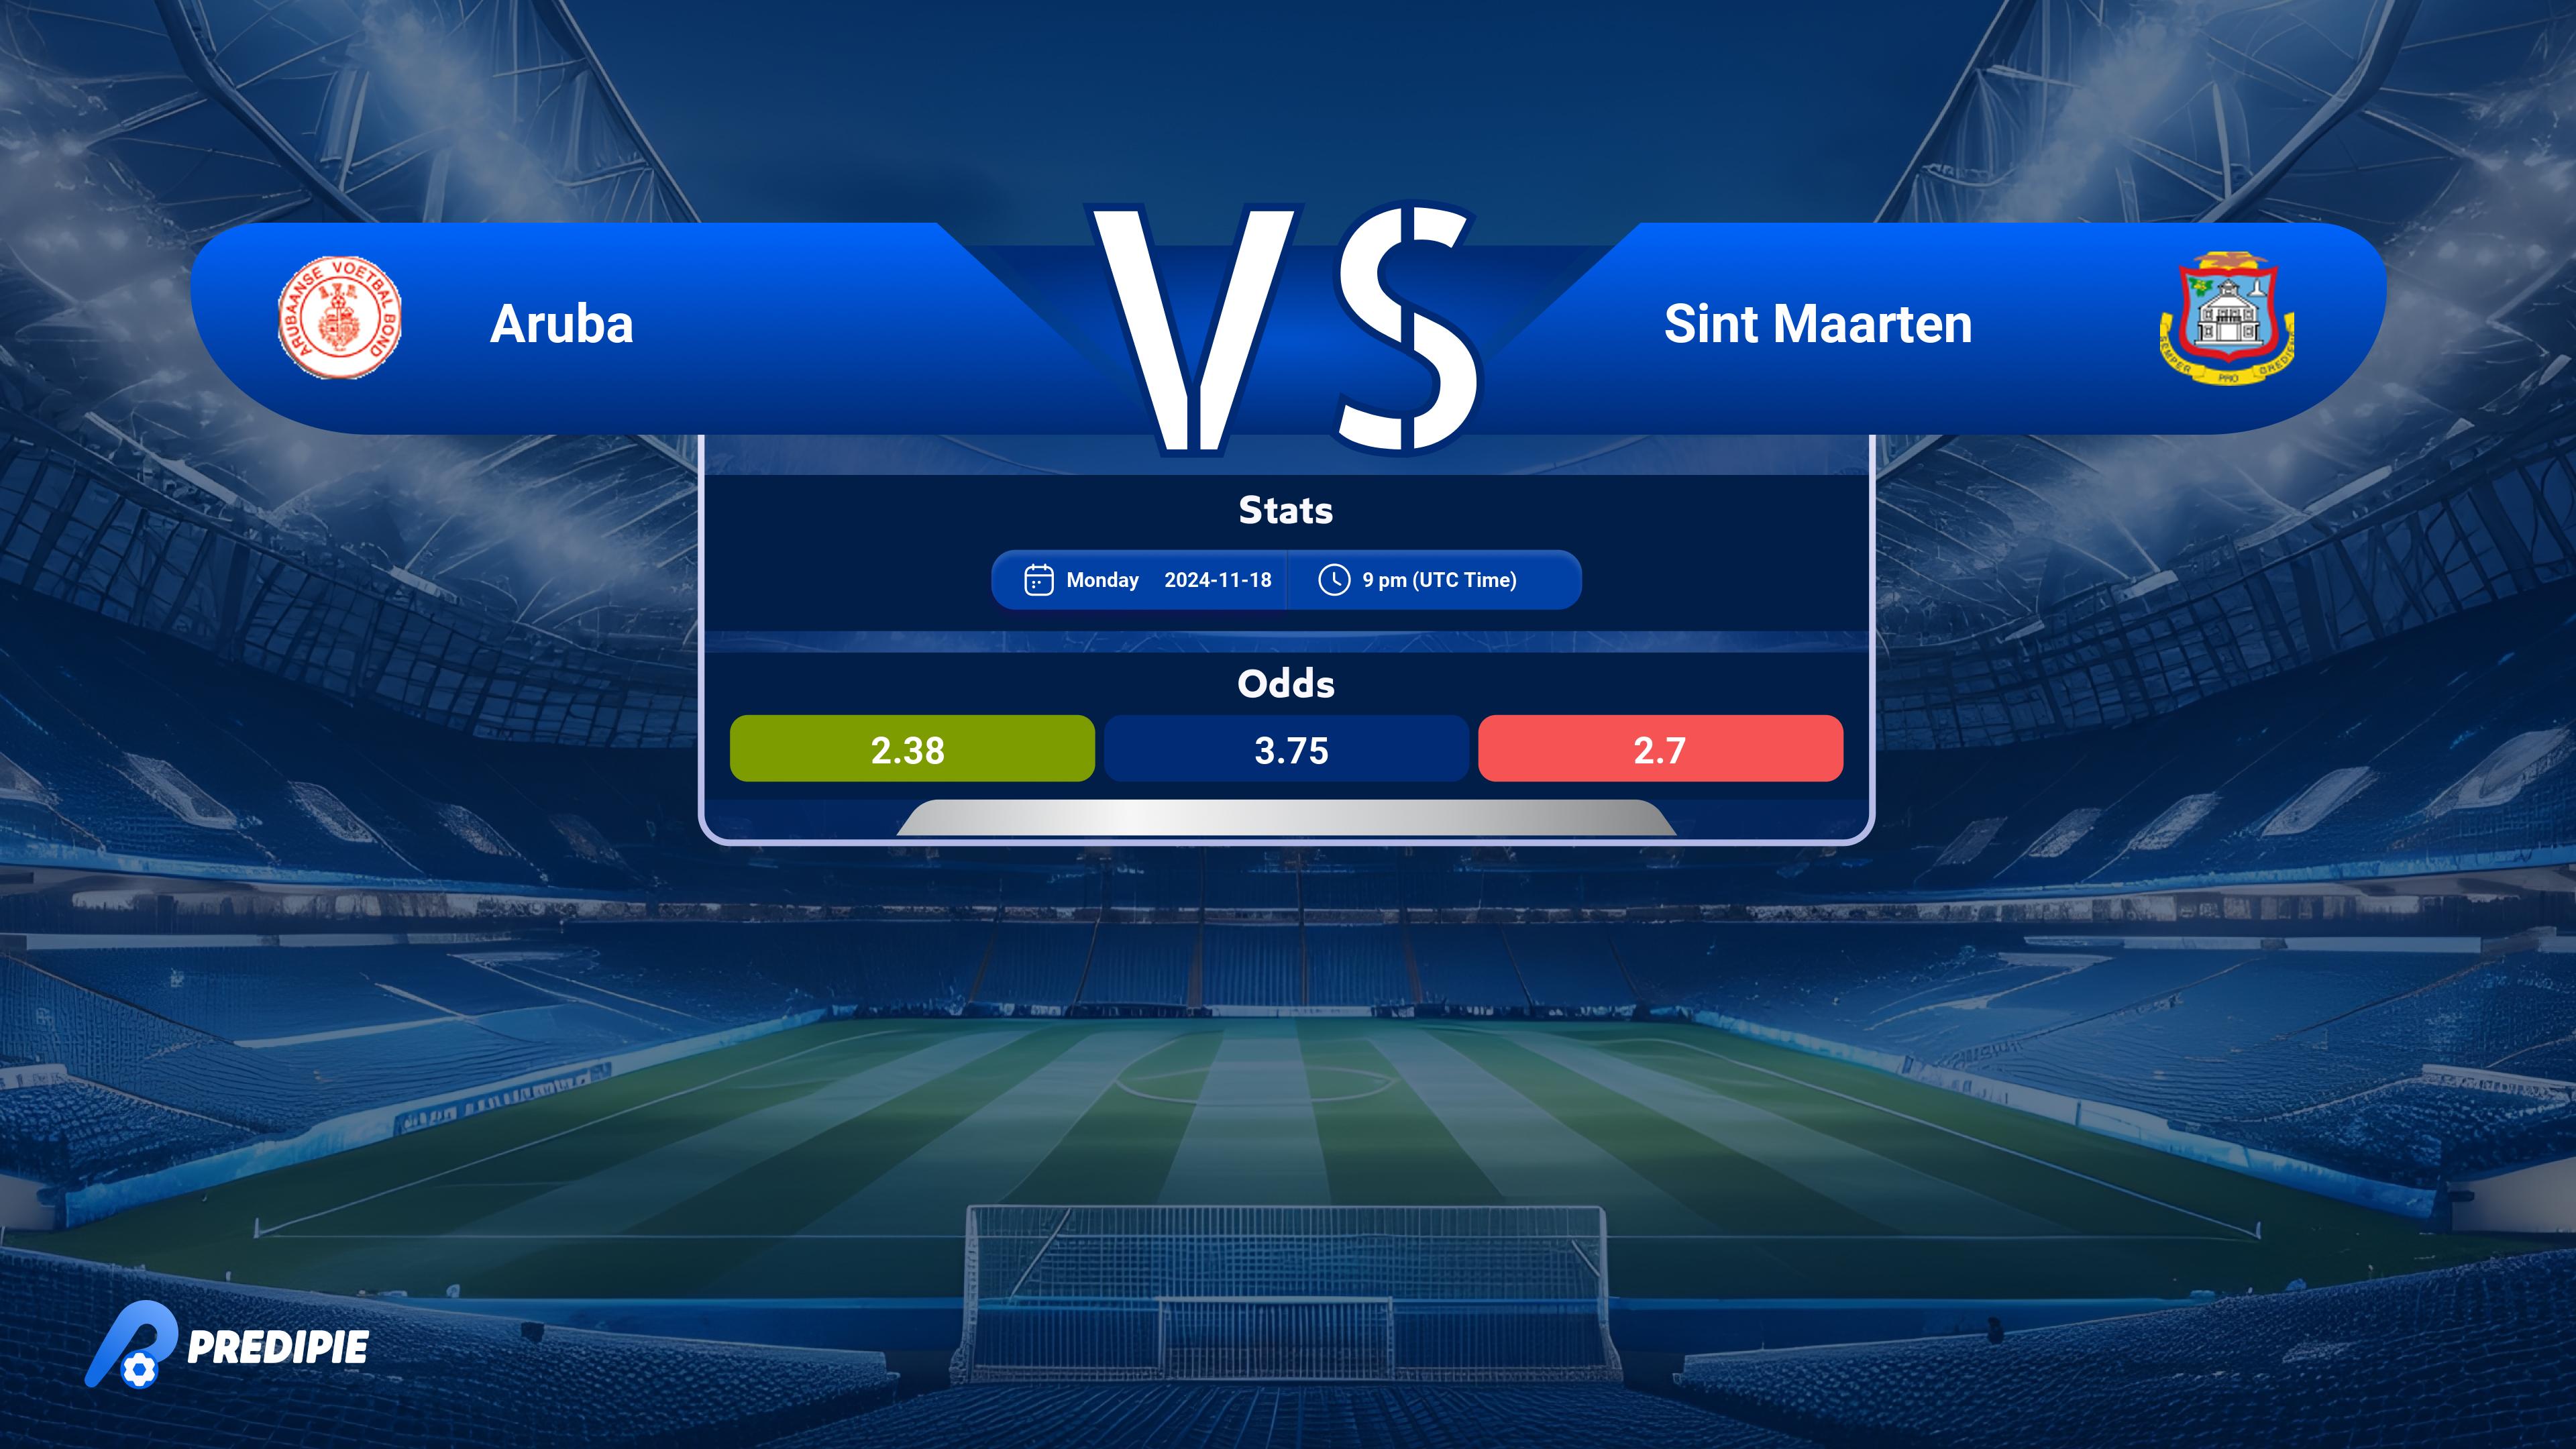 ARUBAANSE VOETBAL BOND
A.V.B.
Aruba
VS
Sint Maarten
SEMPER PRO GREDIENS
Stats
Monday 2024-11-18
9 pm (UTC Time)
Odds
2.38
3.75
2.7
PREDIPIE